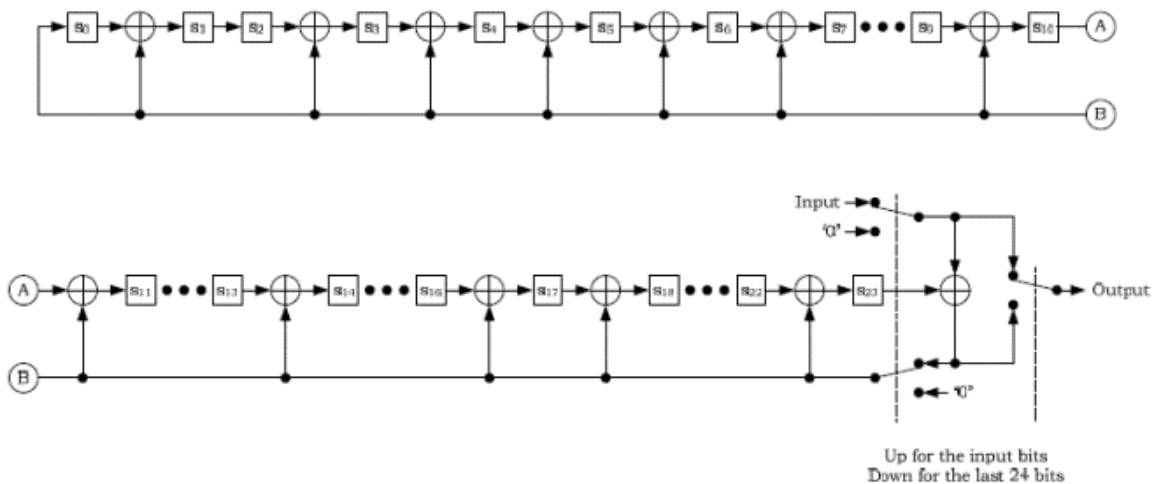 s₀ s₁ s₂ s₃ s₄ s₅ s₆ s₇ s₉ s₁₀ A
B
Input
‘0’
A s₁₁ s₁₃ s₁₄ s₁₆ s₁₇ s₁₈ s₂₂ s₂₃ Output
B
‘0’
Up for the input bits
Down for the last 24 bits